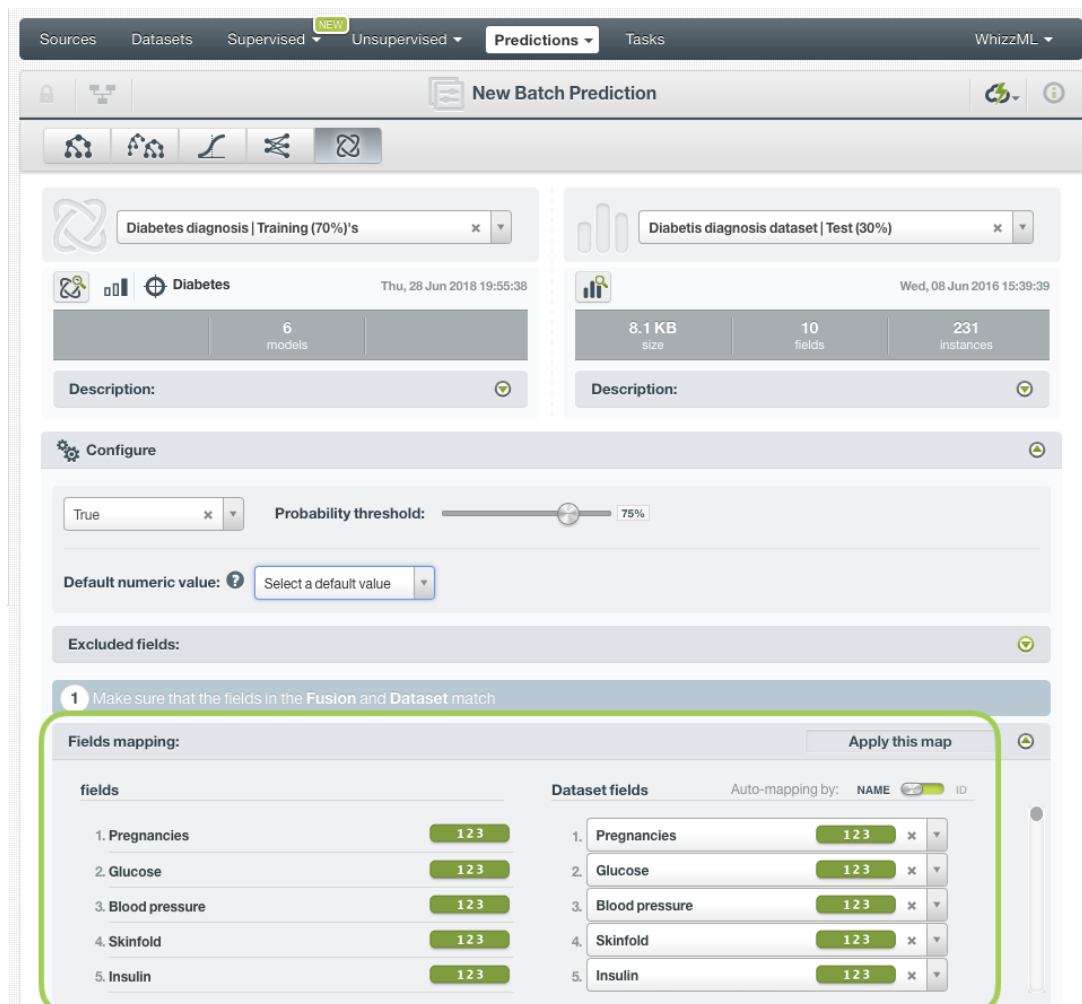 NEW
Sources Datasets Supervised Unsupervised Predictions Tasks WhizzML
New Batch Prediction
Diabetes diagnosis | Training (70%)'s
Diabetis diagnosis dataset | Test (30%)
Diabetes Thu, 28 Jun 2018 19:55:38
Wed, 08 Jun 2016 15:39:39
6
models
8.1 KB 10 231
size fields instances
Description:
Description:
Configure
True Probability threshold: 75%
Default numeric value: ? Select a default value
Excluded fields:
1 Make sure that the fields in the Fusion and Dataset match
Fields mapping: Apply this map
fields Dataset fields Auto-mapping by: NAME ID
1. Pregnancies 123 1. Pregnancies 123
2. Glucose 123 2. Glucose 123
3. Blood pressure 123 3. Blood pressure 123
4. Skinfold 123 4. Skinfold 123
5. Insulin 123 5. Insulin 123